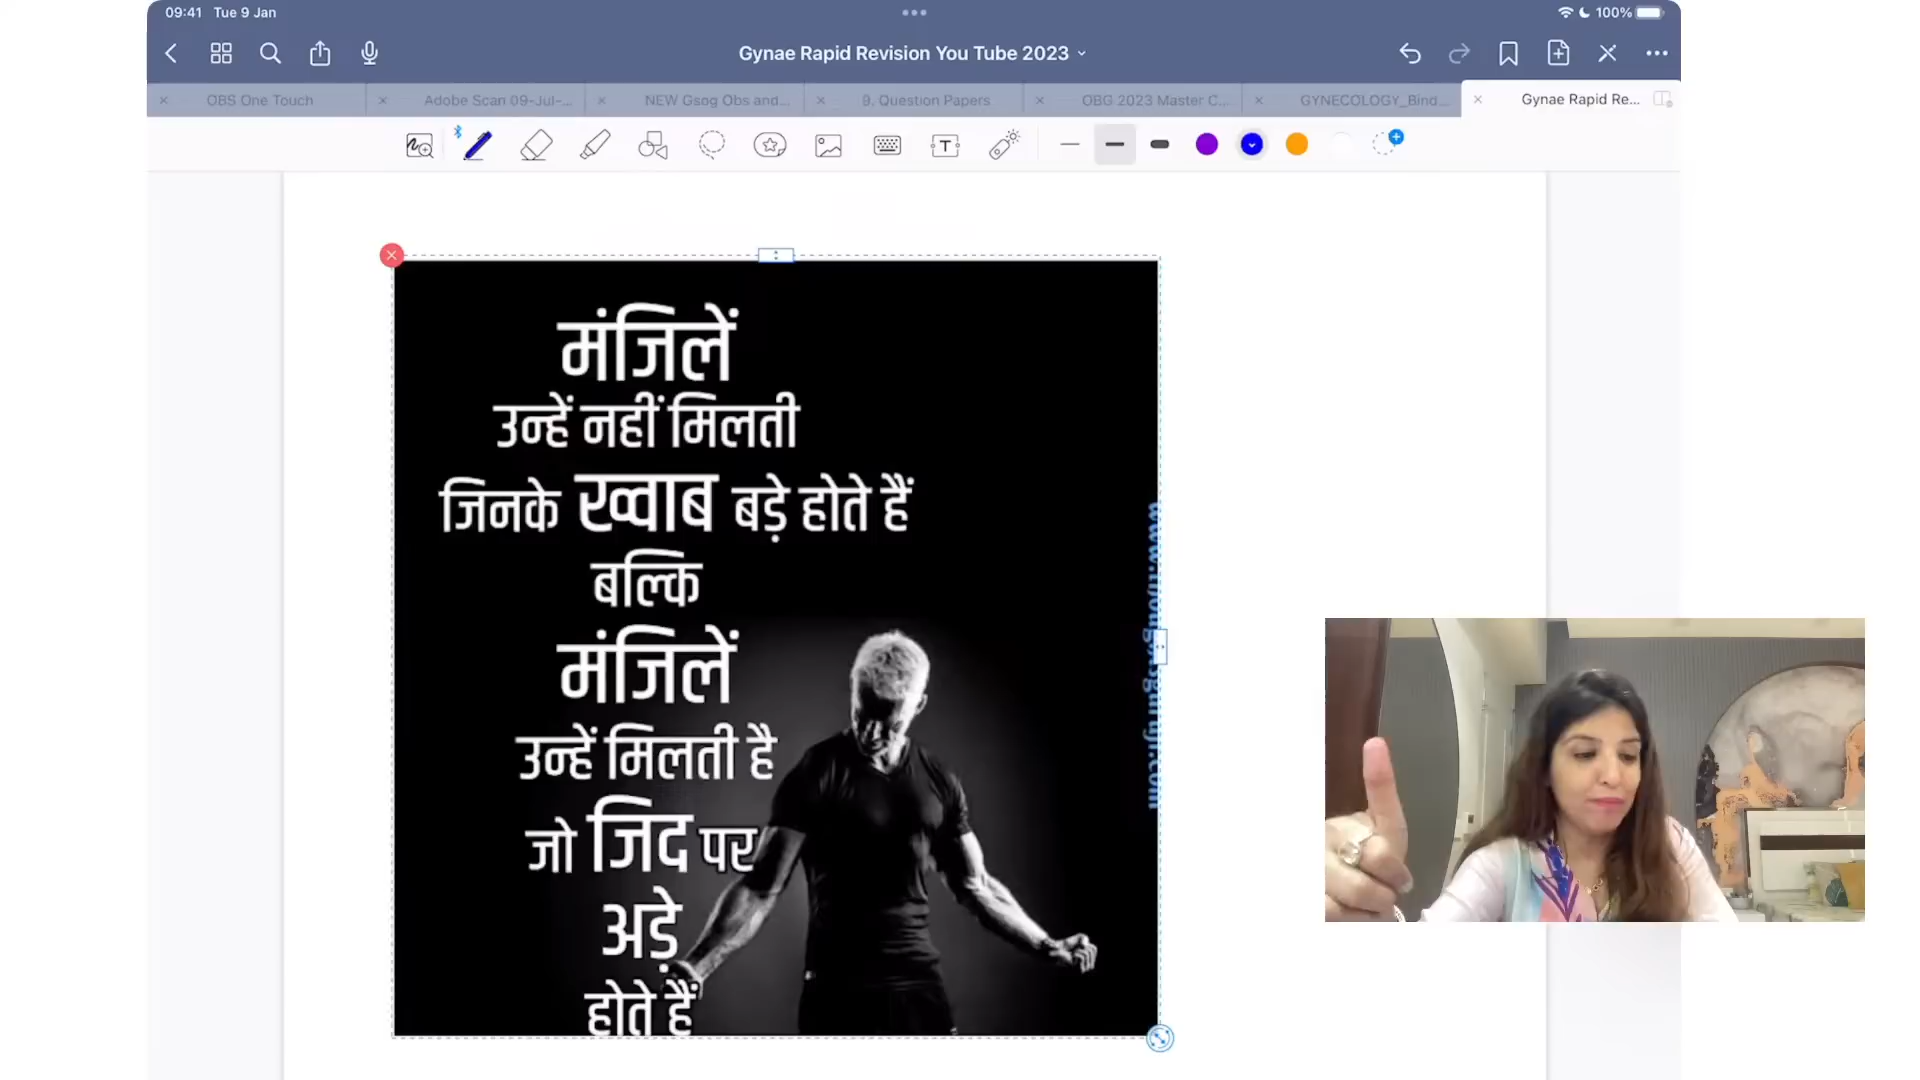 09:41 Tue 9 Jan
100%
Gynae Rapid Revision You Tube 2023
OBS One Touch
Adobe Scan 09-Jul-...
NEW Gsog Obs and...
9. Question Papers
OBG 2023 Master C...
GYNECOLOGY_Bind...
Gynae Rapid Re...
T
मंजिलें
उन्हें नहीं मिलती
जिनके ख्वाब बड़े होते हैं
बल्कि
मंजिलें
उन्हें मिलती है
जो जिद पर
अड़े
होते हैं